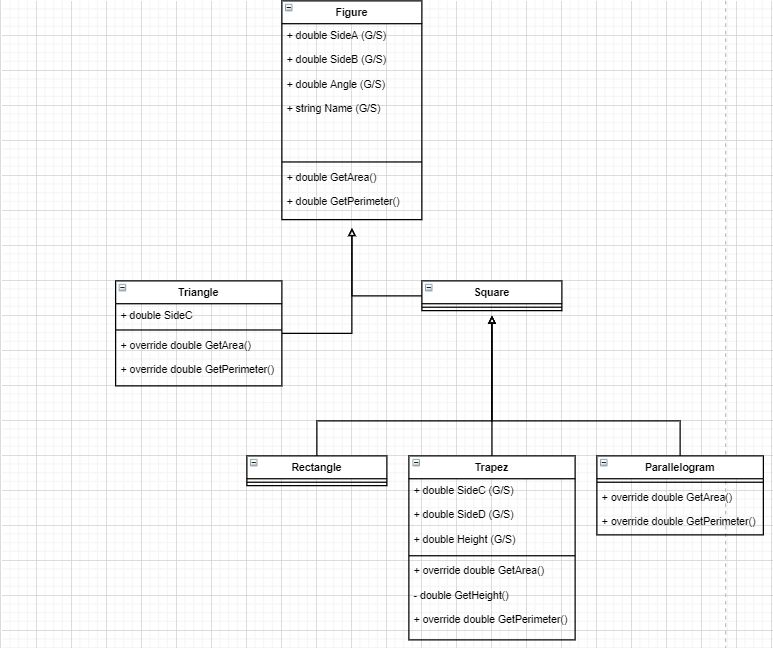 Figure
+ double SideA (G/S)
+ double SideB (G/S)
+ double Angle (G/S)
+ string Name (G/S)
+ double GetArea()
+ double GetPerimeter()
Triangle
+ double SideC
+ override double GetArea()
+ override double GetPerimeter()
Square
Rectangle
Trapez
+ double SideC (G/S)
+ double SideD (G/S)
+ double Height (G/S)
+ override double GetArea()
- double GetHeight()
+ override double GetPerimeter()
Parallelogram
+ override double GetArea()
+ override double GetPerimeter()